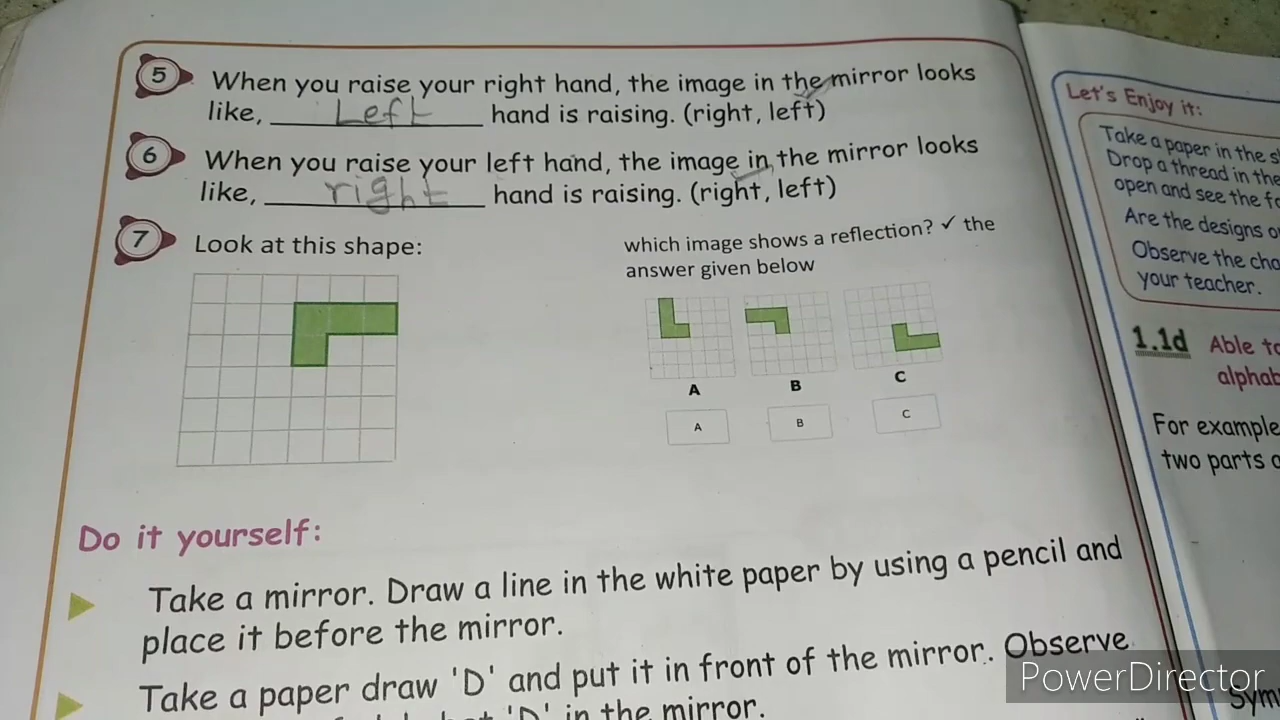 5 When you raise your right hand, the image in the mirror looks
like, Left hand is raising. (right, left)
6 When you raise your left hand, the image in the mirror looks
like, right hand is raising. (right, left)
7 Look at this shape:
which image shows a reflection? ✓ the
answer given below
A B C
A B C
Do it yourself:
Take a mirror. Draw a line in the white paper by using a pencil and
place it before the mirror.
Take a paper draw 'D' and put it in front of the mirror. Observe
'D' in the mirror.
Let's Enjoy it:
Take a paper in the
Drop a thread in the
open and see the
Are the designs
Observe the
your teacher.
1.1d Able
For example
two parts
PowerDirector